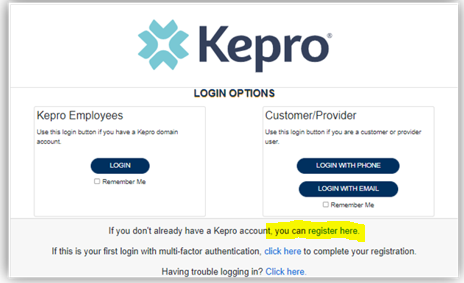 Kepro®
LOGIN OPTIONS
Kepro Employees
Use this login button if you have a Kepro domain
account.
LOGIN
Remember Me
Customer/Provider
Use this login button if you are a customer or provider
user.
LOGIN WITH PHONE
LOGIN WITH EMAIL
Remember Me
If you don't already have a Kepro account, you can register here.
If this is your first login with multi-factor authentication, click here to complete your registration.
Having trouble logging in? Click here.